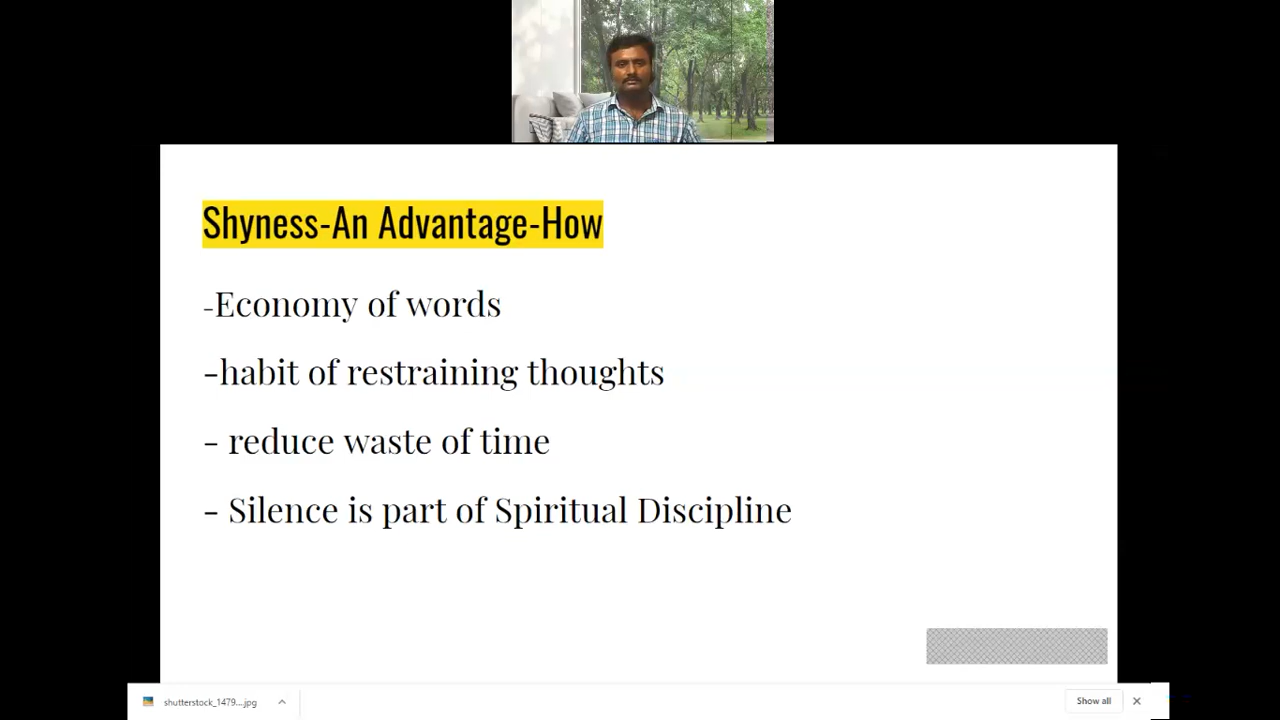 Shyness-An Advantage-How
-Economy of words
-habit of restraining thoughts
- reduce waste of time
- Silence is part of Spiritual Discipline
shutterstock_1479....jpg
Show all